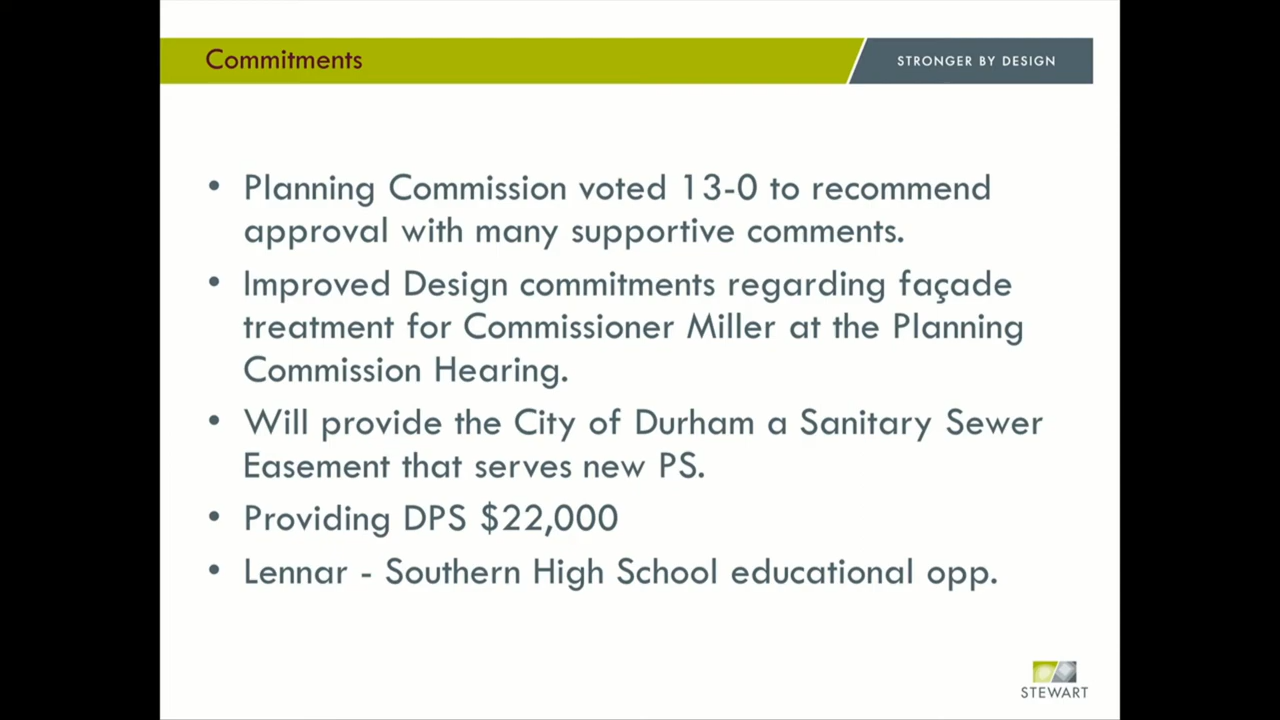 Commitments
STRONGER BY DESIGN
• Planning Commission voted 13-0 to recommend
approval with many supportive comments.
• Improved Design commitments regarding façade
treatment for Commissioner Miller at the Planning
Commission Hearing.
• Will provide the City of Durham a Sanitary Sewer
Easement that serves new PS.
• Providing DPS $22,000
• Lennar - Southern High School educational opp.
STEWART